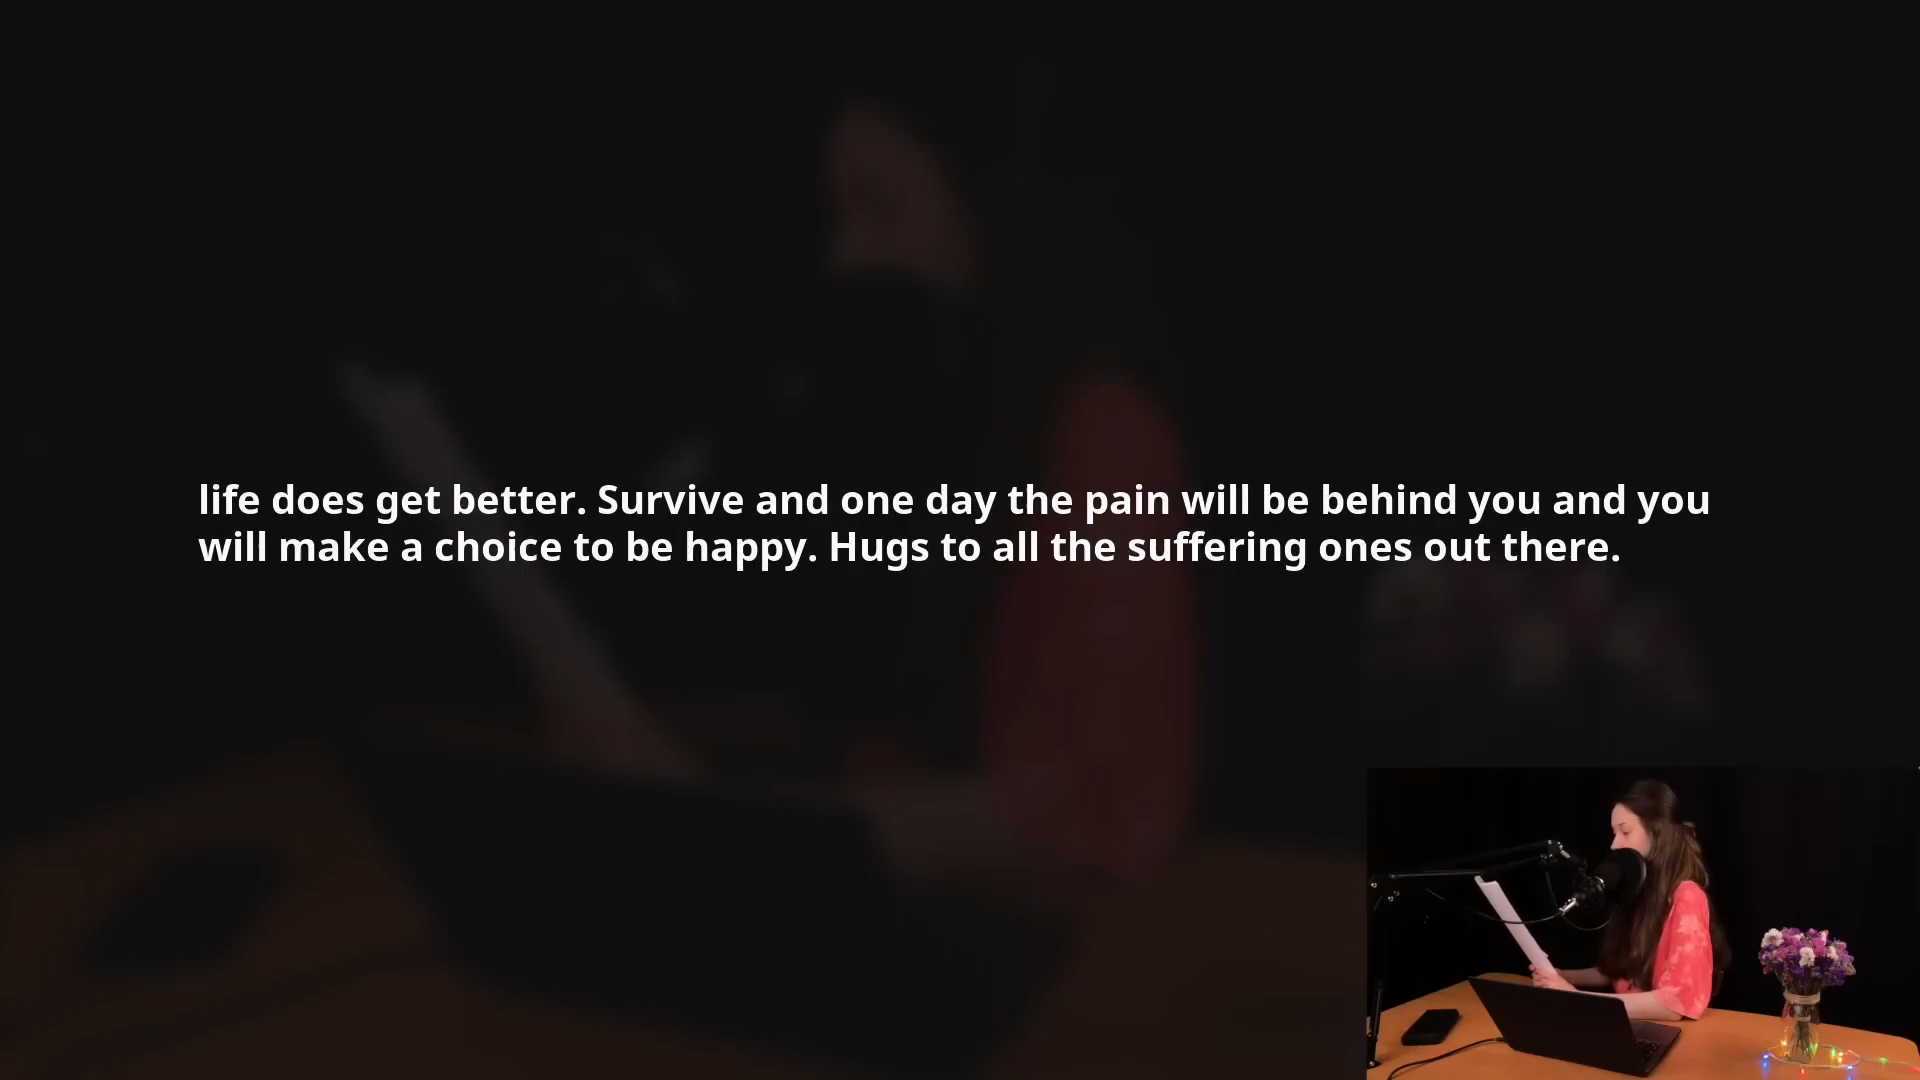 life does get better. Survive and one day the pain will be behind you and you
will make a choice to be happy. Hugs to all the suffering ones out there.